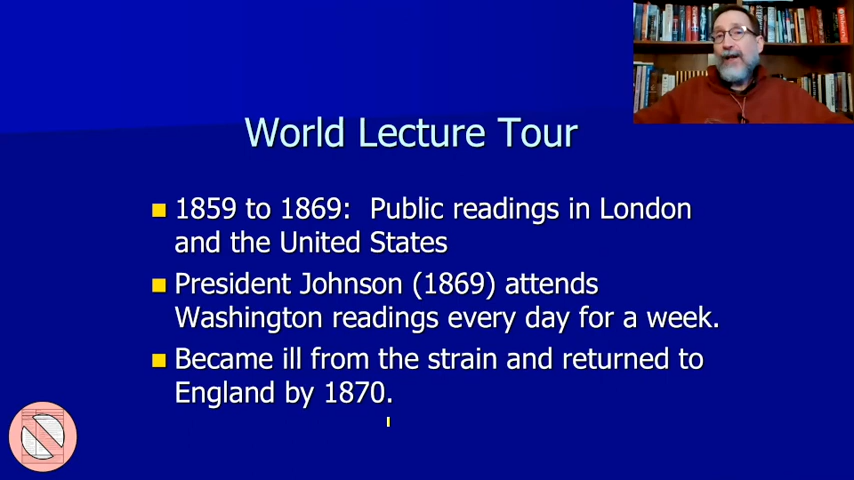 World Lecture Tour
1859 to 1869: Public readings in London
and the United States
President Johnson (1869) attends
Washington readings every day for a week.
Became ill from the strain and returned to
England by 1870.